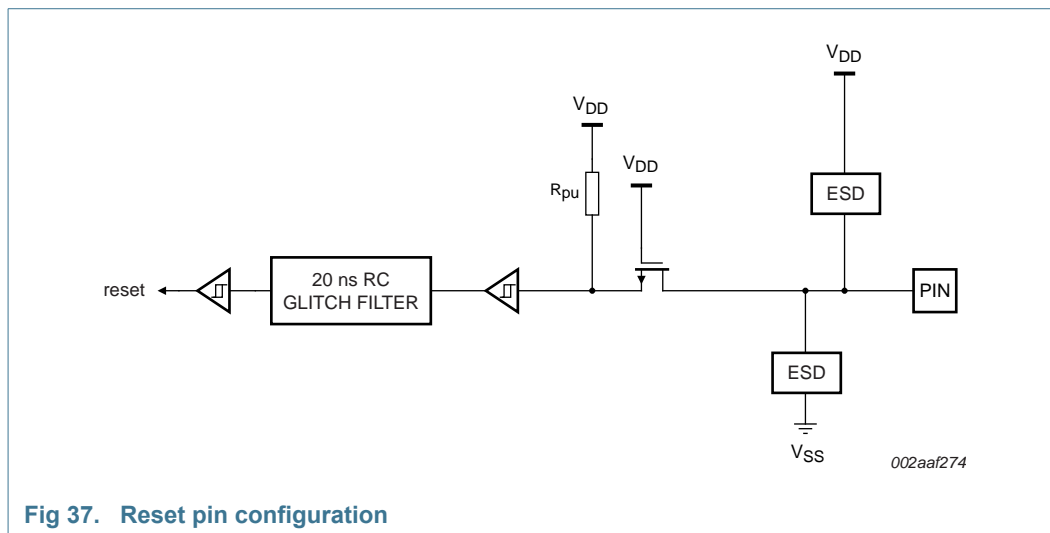 VDD
VDD
VDD
Rpu
ESD
reset
20 ns RC
GLITCH FILTER
PIN
ESD
VSS
002aaf274
Fig 37. Reset pin configuration